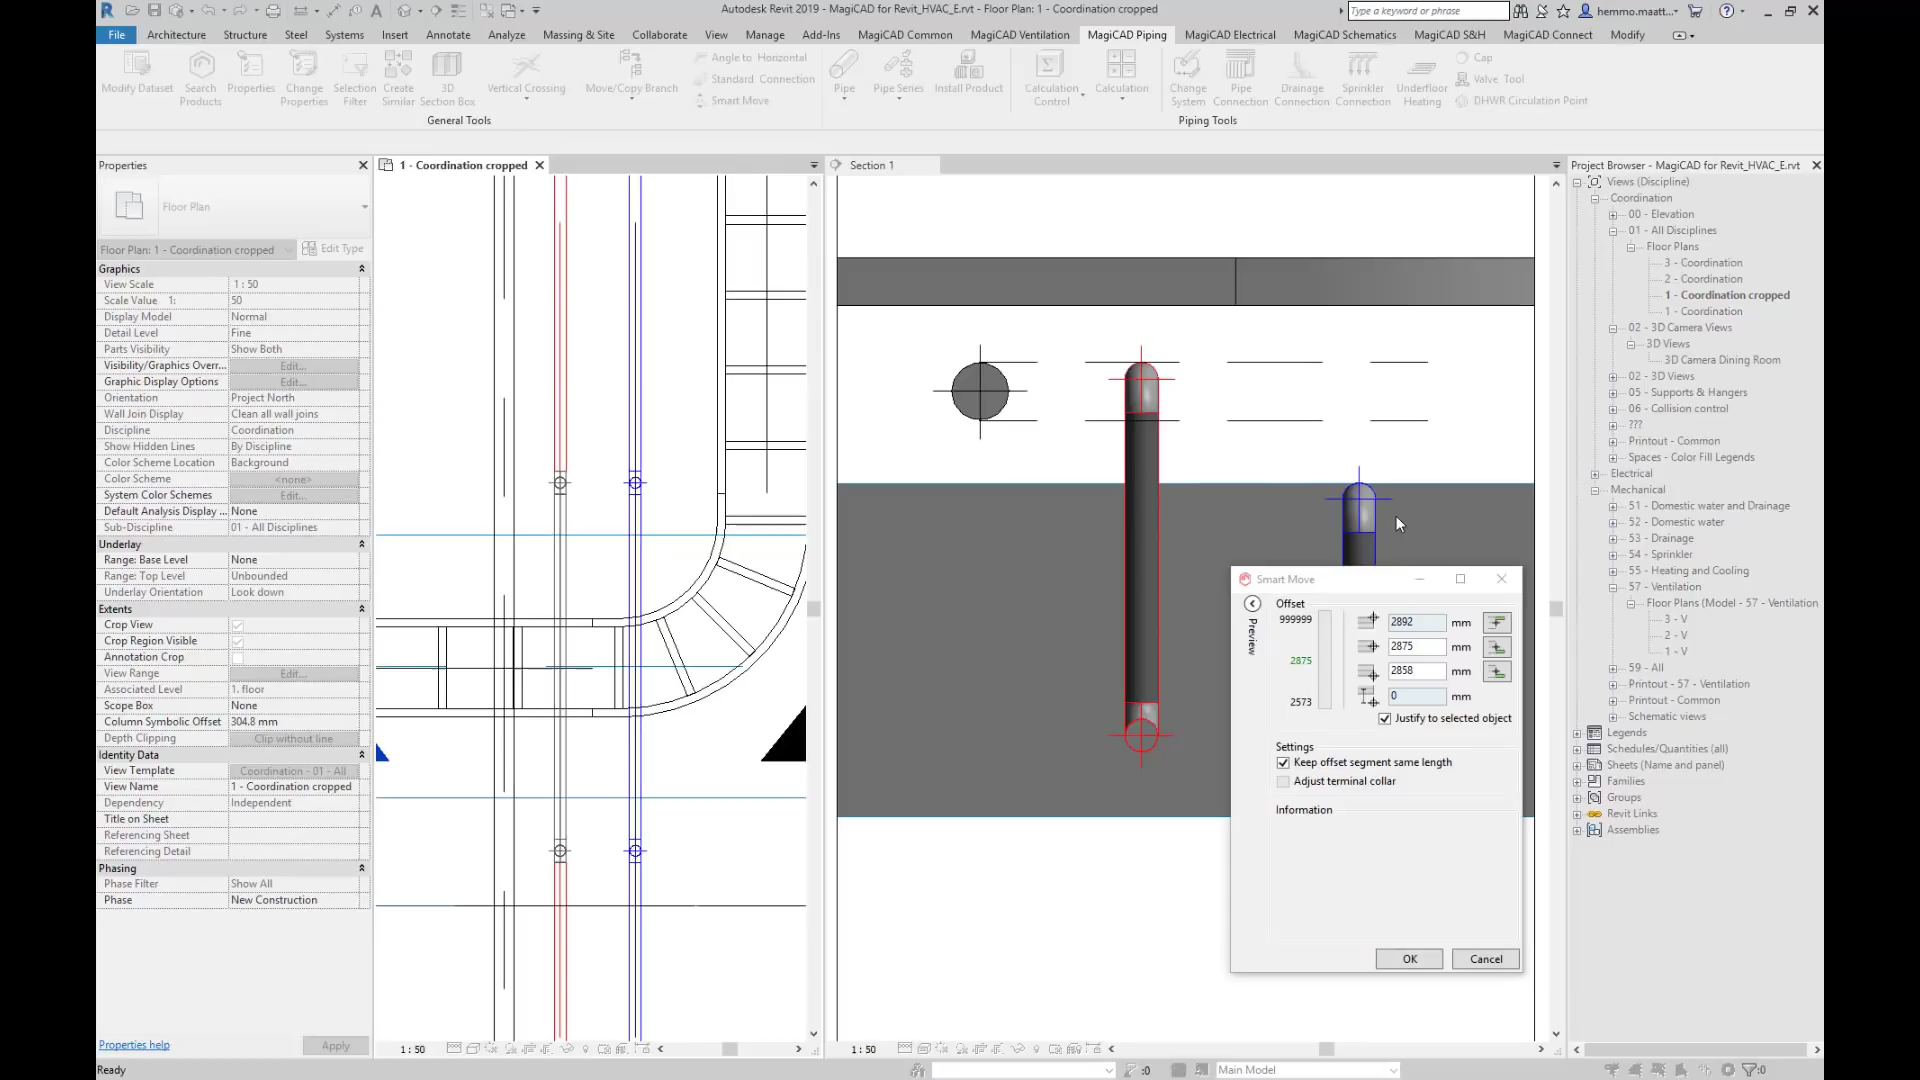 Autodesk Revit 2019 - MagiCAD for Revit_HVAC_E.rvt - Floor Plan: 1 - Coordination cropped
Type a keyword or phrase
hemmo.maatt...
File Architecture Structure Steel Systems Insert Annotate Analyze Massing & Site Collaborate View Manage Add-Ins MagiCAD Common MagiCAD Ventilation MagiCAD Piping MagiCAD Electrical MagiCAD Schematics MagiCAD S&H MagiCAD Connect Modify
Modify Dataset
Search Products
Properties
Change Properties
Selection Filter
Create Similar
3D Section Box
Vertical Crossing
Move/Copy Branch
Angle to Horizontal
Standard Connection
Smart Move
Pipe
Pipe Series
Install Product
Calculation Control
Calculation
Change System
Pipe Connection
Drainage Connection
Sprinkler Connection
Underfloor Heating
Cap
Valve Tool
DHWR Circulation Point
General Tools
Piping Tools
Properties
Floor Plan
Floor Plan: 1 - Coordination cropped Edit Type
Graphics
View Scale 1 : 50
Scale Value 1: 50
Display Model Normal
Detail Level Fine
Parts Visibility Show Both
Visibility/Graphics Overr... Edit...
Graphic Display Options Edit...
Orientation Project North
Wall Join Display Clean all wall joins
Discipline Coordination
Show Hidden Lines By Discipline
Color Scheme Location Background
Color Scheme <none>
System Color Schemes Edit...
Default Analysis Display ... None
Sub-Discipline 01 - All Disciplines
Underlay
Range: Base Level None
Range: Top Level Unbounded
Underlay Orientation Look down
Extents
Crop View
Crop Region Visible
Annotation Crop
View Range Edit...
Associated Level 1. floor
Scope Box None
Column Symbolic Offset 304.8 mm
Depth Clipping Clip without line
Identity Data
View Template Coordination - 01 - All
View Name 1 - Coordination cropped
Dependency Independent
Title on Sheet
Referencing Sheet
Referencing Detail
Phasing
Phase Filter Show All
Phase New Construction
Properties help
Apply
Ready
1 - Coordination cropped
1 : 50
Section 1
1 : 50
Main Model
:0
:0
Smart Move
Preview
Offset
999999
2875
2573
2892 mm
2875 mm
2858 mm
0 mm
Justify to selected object
Settings
Keep offset segment same length
Adjust terminal collar
Information
OK
Cancel
Project Browser - MagiCAD for Revit_HVAC_E.rvt
Views (Discipline)
Coordination
00 - Elevation
01 - All Disciplines
Floor Plans
3 - Coordination
2 - Coordination
1 - Coordination cropped
1 - Coordination
02 - 3D Camera Views
3D Views
3D Camera Dining Room
02 - 3D Views
05 - Supports & Hangers
06 - Collision control
???
Printout - Common
Spaces - Color Fill Legends
Electrical
Mechanical
51 - Domestic water and Drainage
52 - Domestic water
53 - Drainage
54 - Sprinkler
55 - Heating and Cooling
57 - Ventilation
Floor Plans (Model - 57 - Ventilation
3 - V
2 - V
1 - V
59 - All
Printout - 57 - Ventilation
Printout - Common
Schematic views
Legends
Schedules/Quantities (all)
Sheets (Name and panel)
Families
Groups
Revit Links
Assemblies